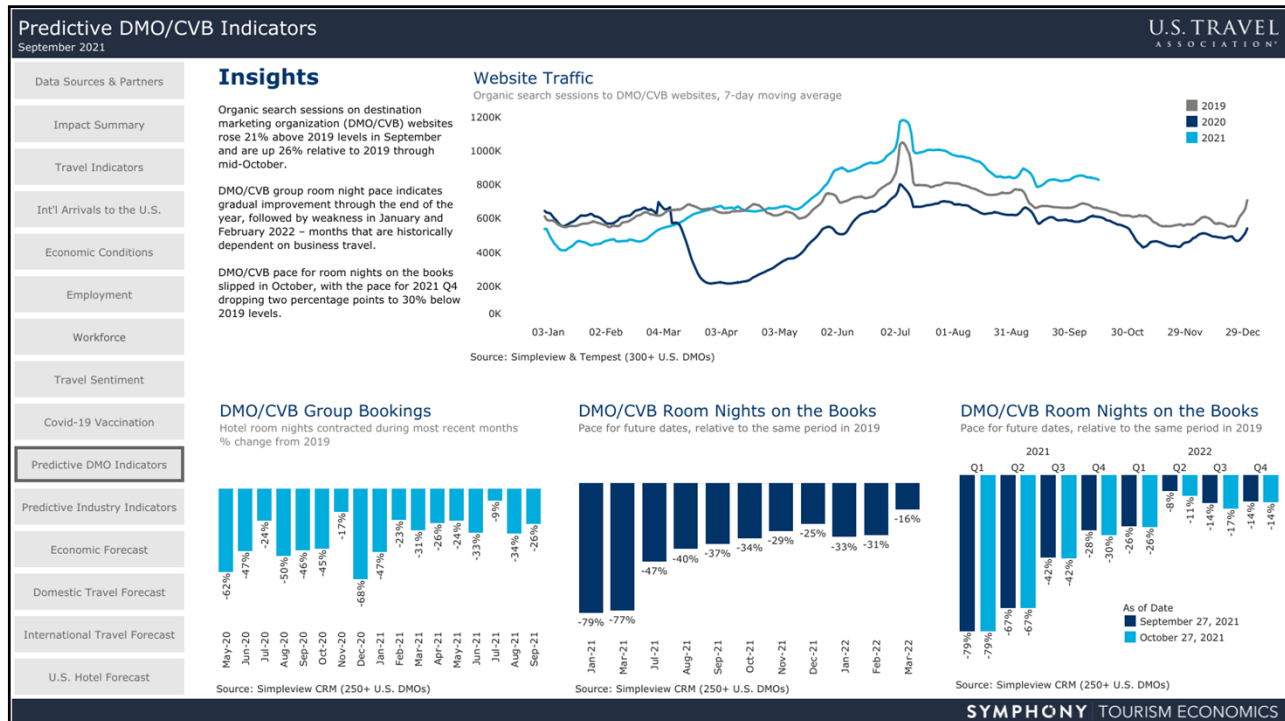 Predictive DMO/CVB Indicators
September 2021
U.S. TRAVEL
ASSOCIATION®
Data Sources & Partners
Impact Summary
Travel Indicators
Int'l Arrivals to the U.S.
Economic Conditions
Employment
Workforce
Travel Sentiment
Covid-19 Vaccination
Predictive DMO Indicators
Predictive Industry Indicators
Economic Forecast
Domestic Travel Forecast
International Travel Forecast
U.S. Hotel Forecast
Insights
Organic search sessions on destination
marketing organization (DMO/CVB) websites
rose 21% above 2019 levels in September
and are up 26% relative to 2019 through
mid-October.
DMO/CVB group room night pace indicates
gradual improvement through the end of the
year, followed by weakness in January and
February 2022 – months that are historically
dependent on business travel.
DMO/CVB pace for room nights on the books
slipped in October, with the pace for 2021 Q4
dropping two percentage points to 30% below
2019 levels.
Website Traffic
Organic search sessions to DMO/CVB websites, 7-day moving average
2019
2020
2021
1200K
1000K
800K
600K
400K
200K
0K
03-Jan 02-Feb 04-Mar 03-Apr 03-May 02-Jun 02-Jul 01-Aug 31-Aug 30-Sep 30-Oct 29-Nov 29-Dec
Source: Simpleview & Tempest (300+ U.S. DMOs)
DMO/CVB Group Bookings
Hotel room nights contracted during most recent months
% change from 2019
-62% -47% -24% -50% -46% -45% -17% -68% -47% -23% -31% -26% -24% -33% -9% -34% -26%
May-20 Jun-20 Jul-20 Aug-20 Sep-20 Oct-20 Nov-20 Dec-20 Jan-21 Feb-21 Mar-21 Apr-21 May-21 Jun-21 Jul-21 Aug-21 Sep-21
Source: Simpleview CRM (250+ U.S. DMOs)
DMO/CVB Room Nights on the Books
Pace for future dates, relative to the same period in 2019
-79% -77% -47% -40% -37% -34% -29% -25% -33% -31% -16%
Jan-21 Mar-21 Jul-21 Aug-21 Sep-21 Oct-21 Nov-21 Dec-21 Jan-22 Feb-22 Mar-22
Source: Simpleview CRM (250+ U.S. DMOs)
DMO/CVB Room Nights on the Books
Pace for future dates, relative to the same period in 2019
2021 2022
Q1 Q2 Q3 Q4 Q1 Q2 Q3 Q4
-79% -79% -67% -67% -42% -42% -28% -30% -26% -26% -8% -11% -14% -17% -14% -14%
As of Date
September 27, 2021
October 27, 2021
Source: Simpleview CRM (250+ U.S. DMOs)
SYMPHONY TOURISM ECONOMICS